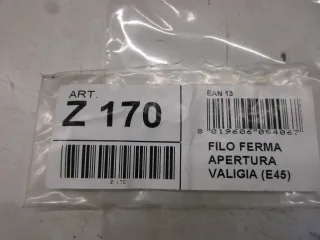 ART.
Z 170
Z 170
EAN 13
8 019606 054067
FILO FERMA
APERTURA
VALIGIA (E45)